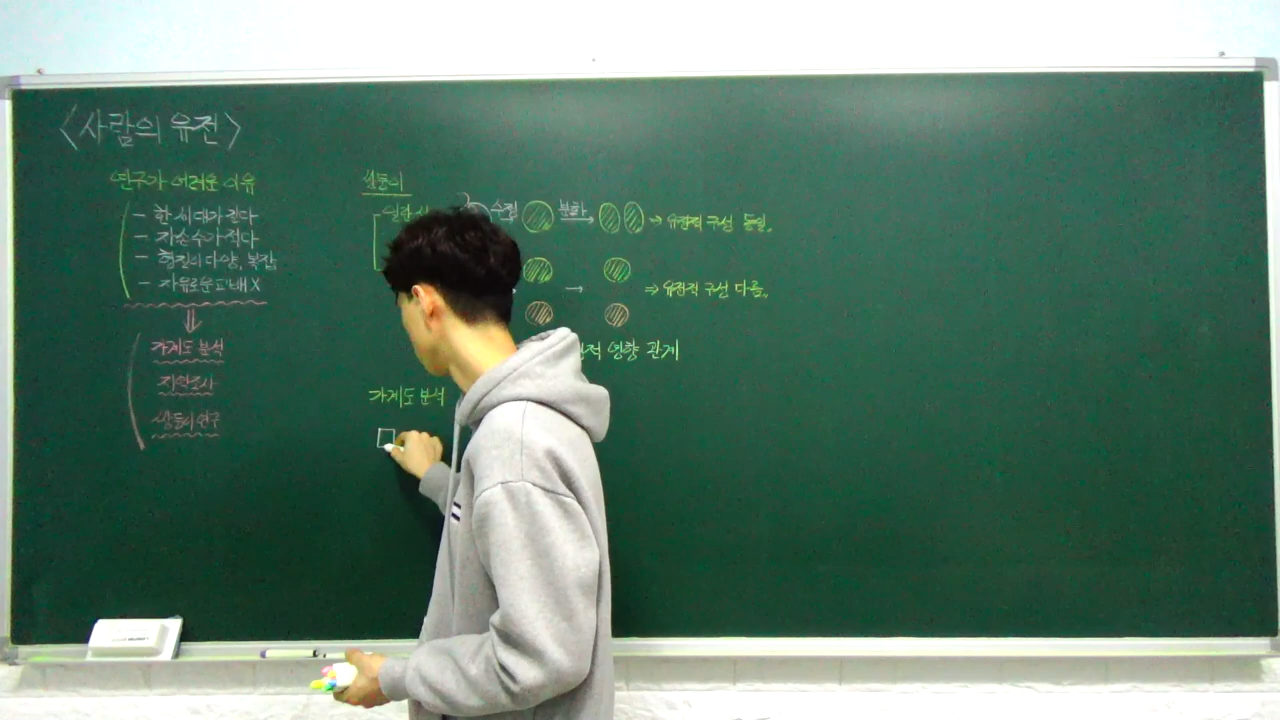 <사람의 유전>
연구가 어려운 이유
- 한 세대가 길다
- 자손수가 적다
- 형질의 다양, 복잡
- 자유로운 교배 X
⇓
가계도 분석
집단조사
쌍둥이 연구
쌍둥이
일란성
수정 분할 → 유전적 구성 동일.
→ ⇒ 유전적 구성 다름.
적 영향 관계
가계도 분석